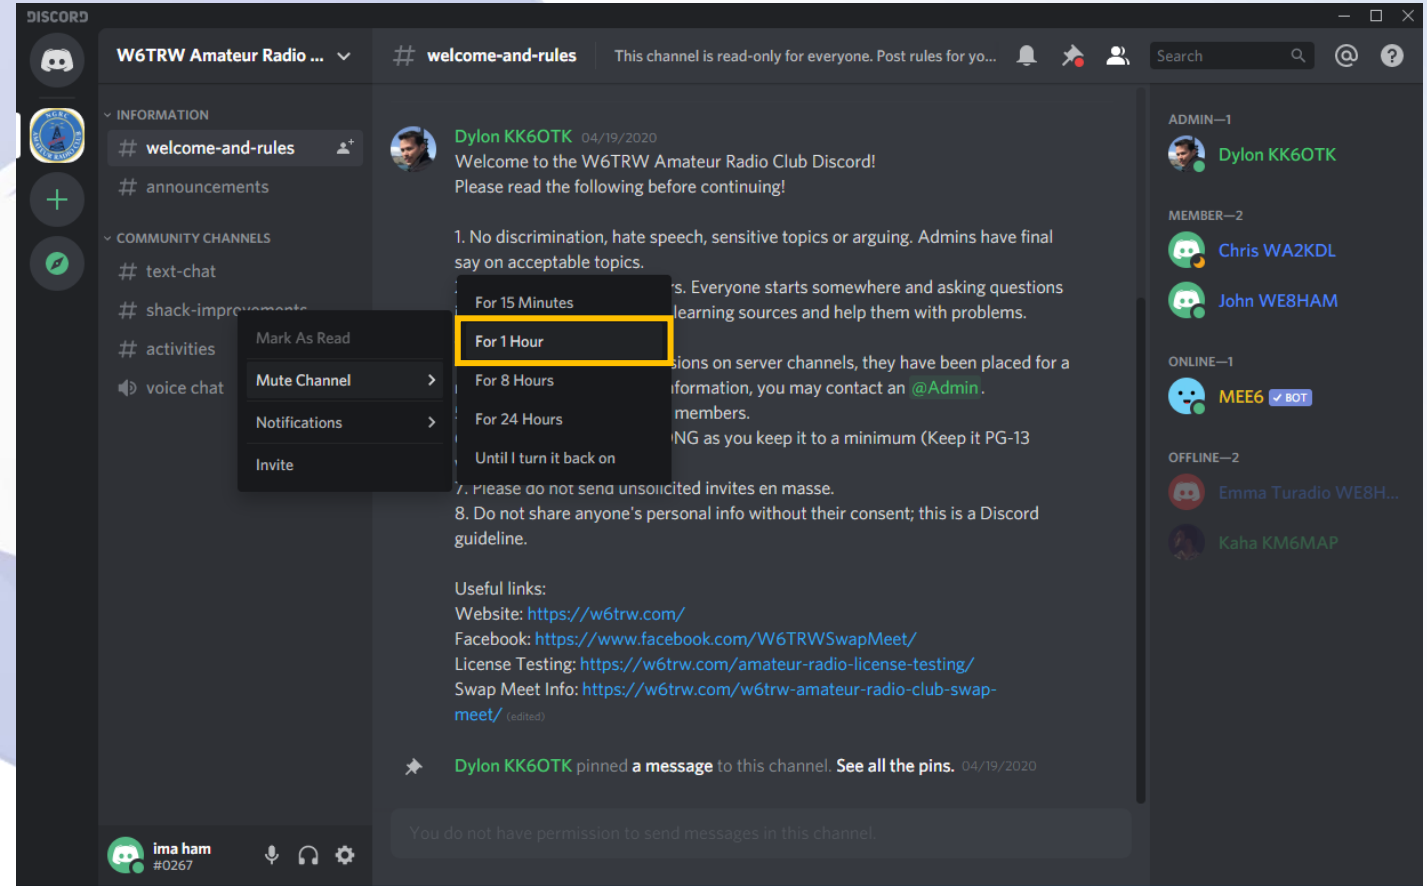 DISCORD
W6TRW Amateur Radio ...
welcome-and-rules
This channel is read-only for everyone. Post rules for yo...
Search
INFORMATION
welcome-and-rules
announcements
COMMUNITY CHANNELS
text-chat
shack-improvements
activities
voice chat
Mark As Read
Mute Channel
Notifications
Invite
For 15 Minutes
For 1 Hour
For 8 Hours
For 24 Hours
Until I turn it back on
Dylon KK6OTK 04/19/2020
Welcome to the W6TRW Amateur Radio Club Discord!
Please read the following before continuing!
1. No discrimination, hate speech, sensitive topics or arguing. Admins have final
say on acceptable topics.
Everyone starts somewhere and asking questions
learning sources and help them with problems.
on server channels, they have been placed for a
you may contact an @Admin.
members.
as you keep it to a minimum (Keep it PG-13
7. Please do not send unsolicited invites en masse.
8. Do not share anyone's personal info without their consent; this is a Discord
guideline.
Useful links:
Website: https://w6trw.com/
Facebook: https://www.facebook.com/W6TRWSwapMeet/
License Testing: https://w6trw.com/amateur-radio-license-testing/
Swap Meet Info: https://w6trw.com/w6trw-amateur-radio-club-swap-
meet/ (edited)
Dylon KK6OTK pinned a message to this channel. See all the pins. 04/19/2020
You do not have permission to send messages in this channel.
ima ham
#0267
ADMIN—1
Dylon KK6OTK
MEMBER—2
Chris WA2KDL
John WE8HAM
ONLINE—1
MEE6 BOT
OFFLINE—2
Emma Turadio WE8H...
Kaha KM6MAP